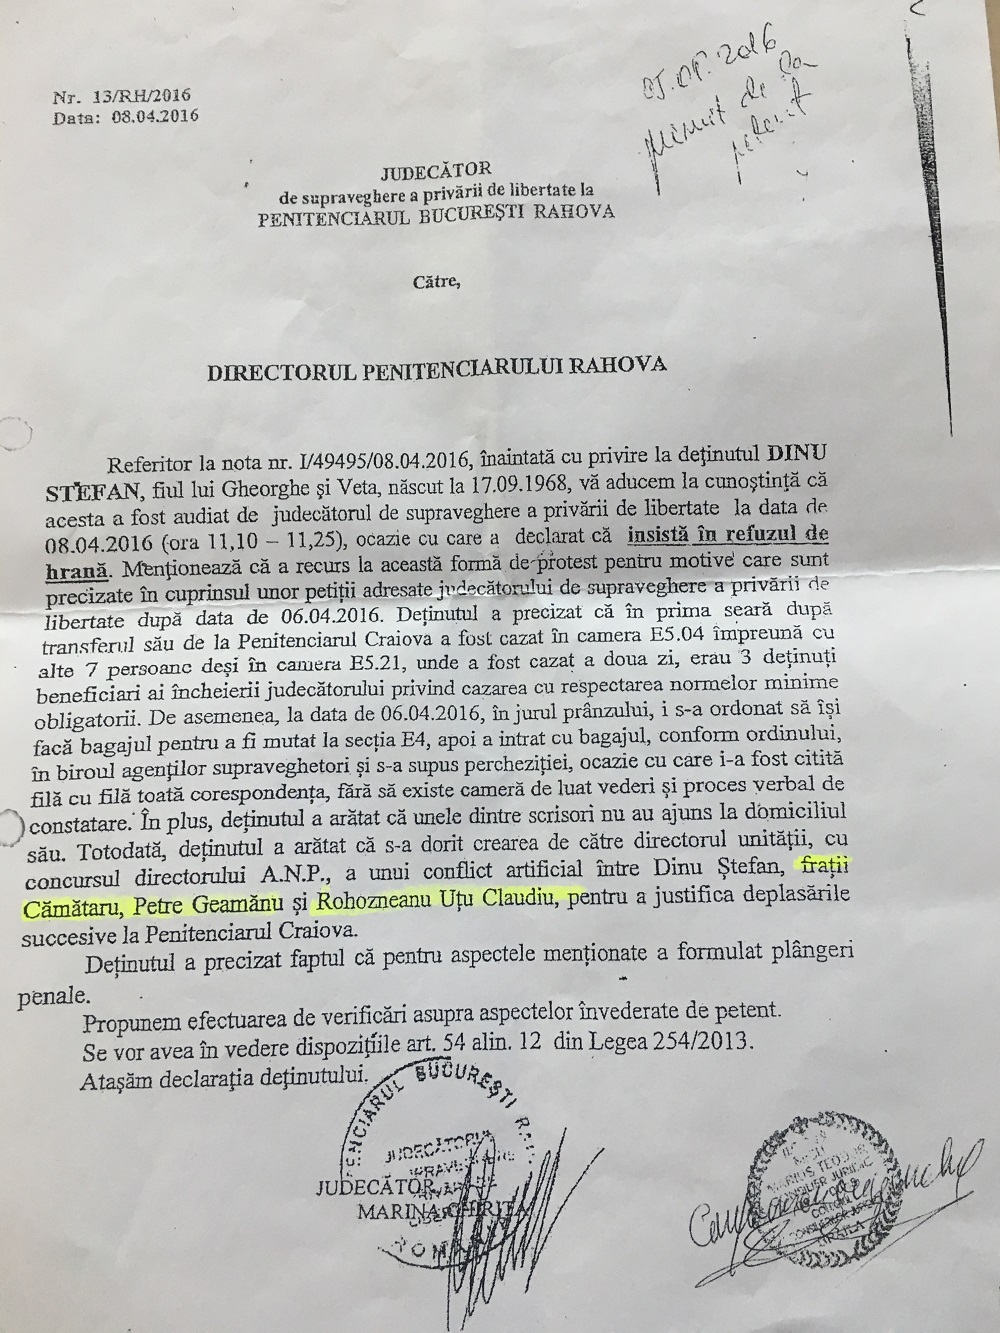 Nr. 13/RH/2016
Data: 08.04.2016
2016
primit de la
petent
JUDECĂTOR
de supraveghere a privării de libertate la
PENITENCIARUL BUCUREŞTI RAHOVA
Către,
DIRECTORUL PENITENCIARULUI RAHOVA
Referitor la nota nr. I/49495/08.04.2016, înaintată cu privire la deţinutul DINU
STEFAN, fiul lui Gheorghe şi Veta, născut la 17.09.1968, vă aducem la cunoştinţă că
acesta a fost audiat de judecătorul de supraveghere a privării de libertate la data de
08.04.2016 (ora 11,10 – 11,25), ocazie cu care a declarat că insistă în refuzul de
hrană. Menţionează că a recurs la această formă de protest pentru motive care sunt
precizate în cuprinsul unor petiţii adresate judecătorului de supraveghere a privării de
libertate după data de 06.04.2016. Deţinutul a precizat că în prima seară după
transferul său de la Penitenciarul Craiova a fost cazat în camera E5.04 împreună cu
alte 7 persoane deşi în camera E5.21, unde a fost cazat a doua zi, erau 3 deţinuţi
beneficiari ai încheierii judecătorului privind cazarea cu respectarea normelor minime
obligatorii. De asemenea, la data de 06.04.2016, în jurul prânzului, i s-a ordonat să îşi
facă bagajul pentru a fi mutat la secţia E4, apoi a intrat cu bagajul, conform ordinului,
în biroul agenţilor supraveghetori şi s-a supus percheziţiei, ocazie cu care i-a fost citită
filă cu filă toată corespondenţa, fără să existe cameră de luat vederi şi proces verbal de
constatare. În plus, deţinutul a arătat că unele dintre scrisori nu au ajuns la domiciliul
său. Totodată, deţinutul a arătat că s-a dorit crearea de către directorul unităţii, cu
concursul directorului A.N.P., a unui conflict artificial între Dinu Ştefan, fraţii
Cămătaru, Petre Geamănu şi Rohozneanu Uţu Claudiu, pentru a justifica deplasările
succesive la Penitenciarul Craiova.
Deţinutul a precizat faptul că pentru aspectele menţionate a formulat plângeri
penale.
Propunem efectuarea de verificări asupra aspectelor învederate de petent.
Se vor avea în vedere dispoziţiile art. 54 alin. 12 din Legea 254/2013.
Ataşăm declaraţia deţinutului.
BUCUREŞTI
JUDECĂTOR
MARINA GHIRIŢĂ
ROMÂNIA
MARIUS TEODOR
CONSILIER JURIDIC
BRĂILA